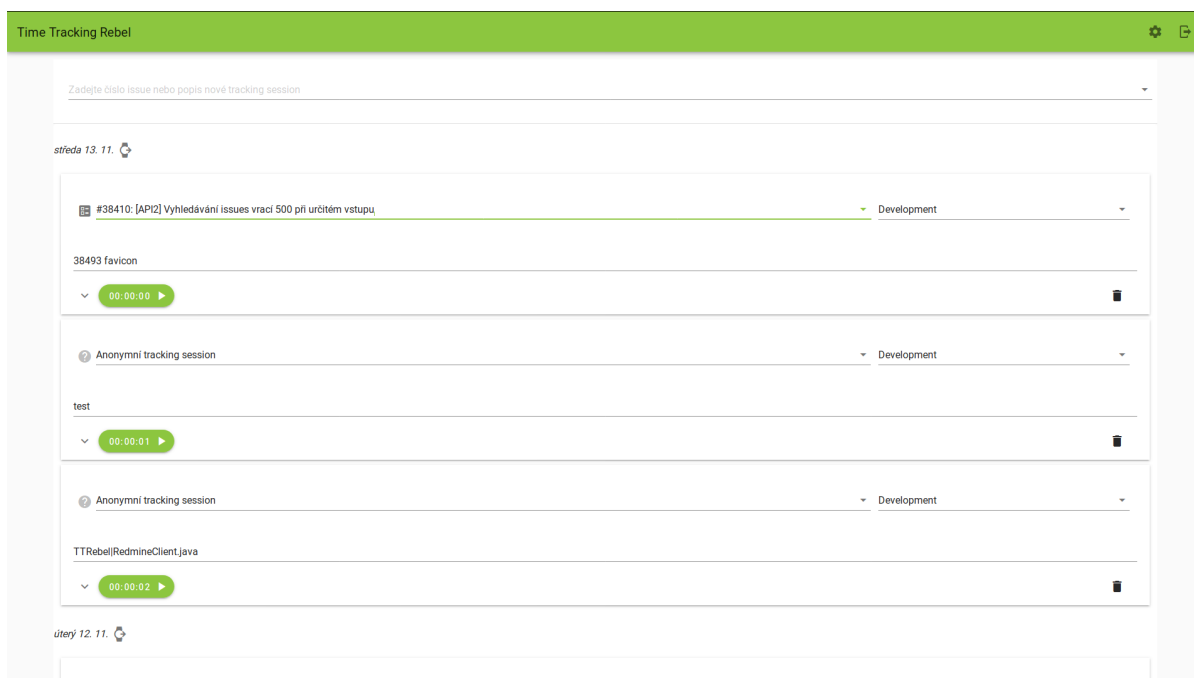 Time Tracking Rebel
Zadejte číslo issue nebo popis nové tracking session
středa 13. 11.
#38410: [API2] Vyhledávání issues vrací 500 při určitém vstupu
Development
38493 favicon
00:00:00
Anonymní tracking session
Development
test
00:00:01
Anonymní tracking session
Development
TTRebel|RedmineClient.java
00:00:02
úterý 12. 11.